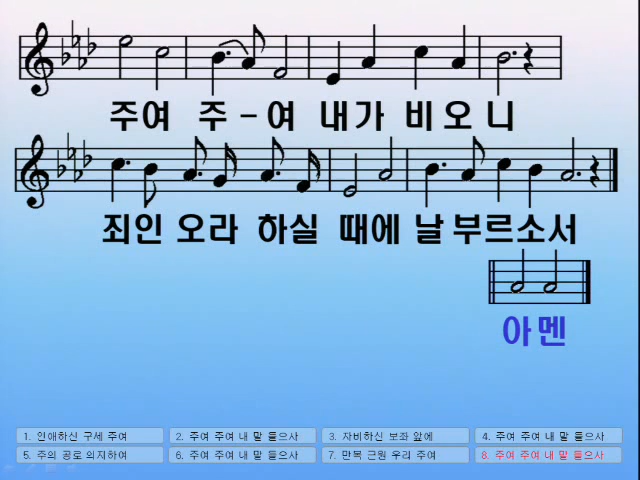 주여 주-여 내가 비오니
죄인 오라 하실 때에 날 부르소서
아멘
1. 인애하신 구세 주여
2. 주여 주여 내 말 들으사
3. 자비하신 보좌 앞에
4. 주여 주여 내 말 들으사
5. 주의 공로 의지하여
6. 주여 주여 내 말 들으사
7. 만복 근원 우리 주여
8. 주여 주여 내 말 들으사